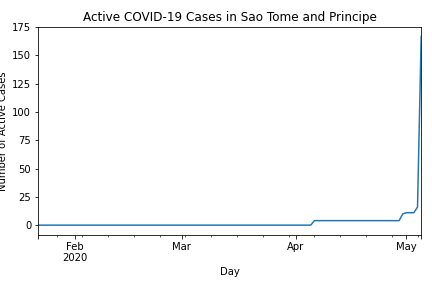 Active COVID-19 Cases in Sao Tome and Principe
Number of Active Cases
175
150
125
100
75
50
25
0
Feb
2020
Mar
Apr
May
Day